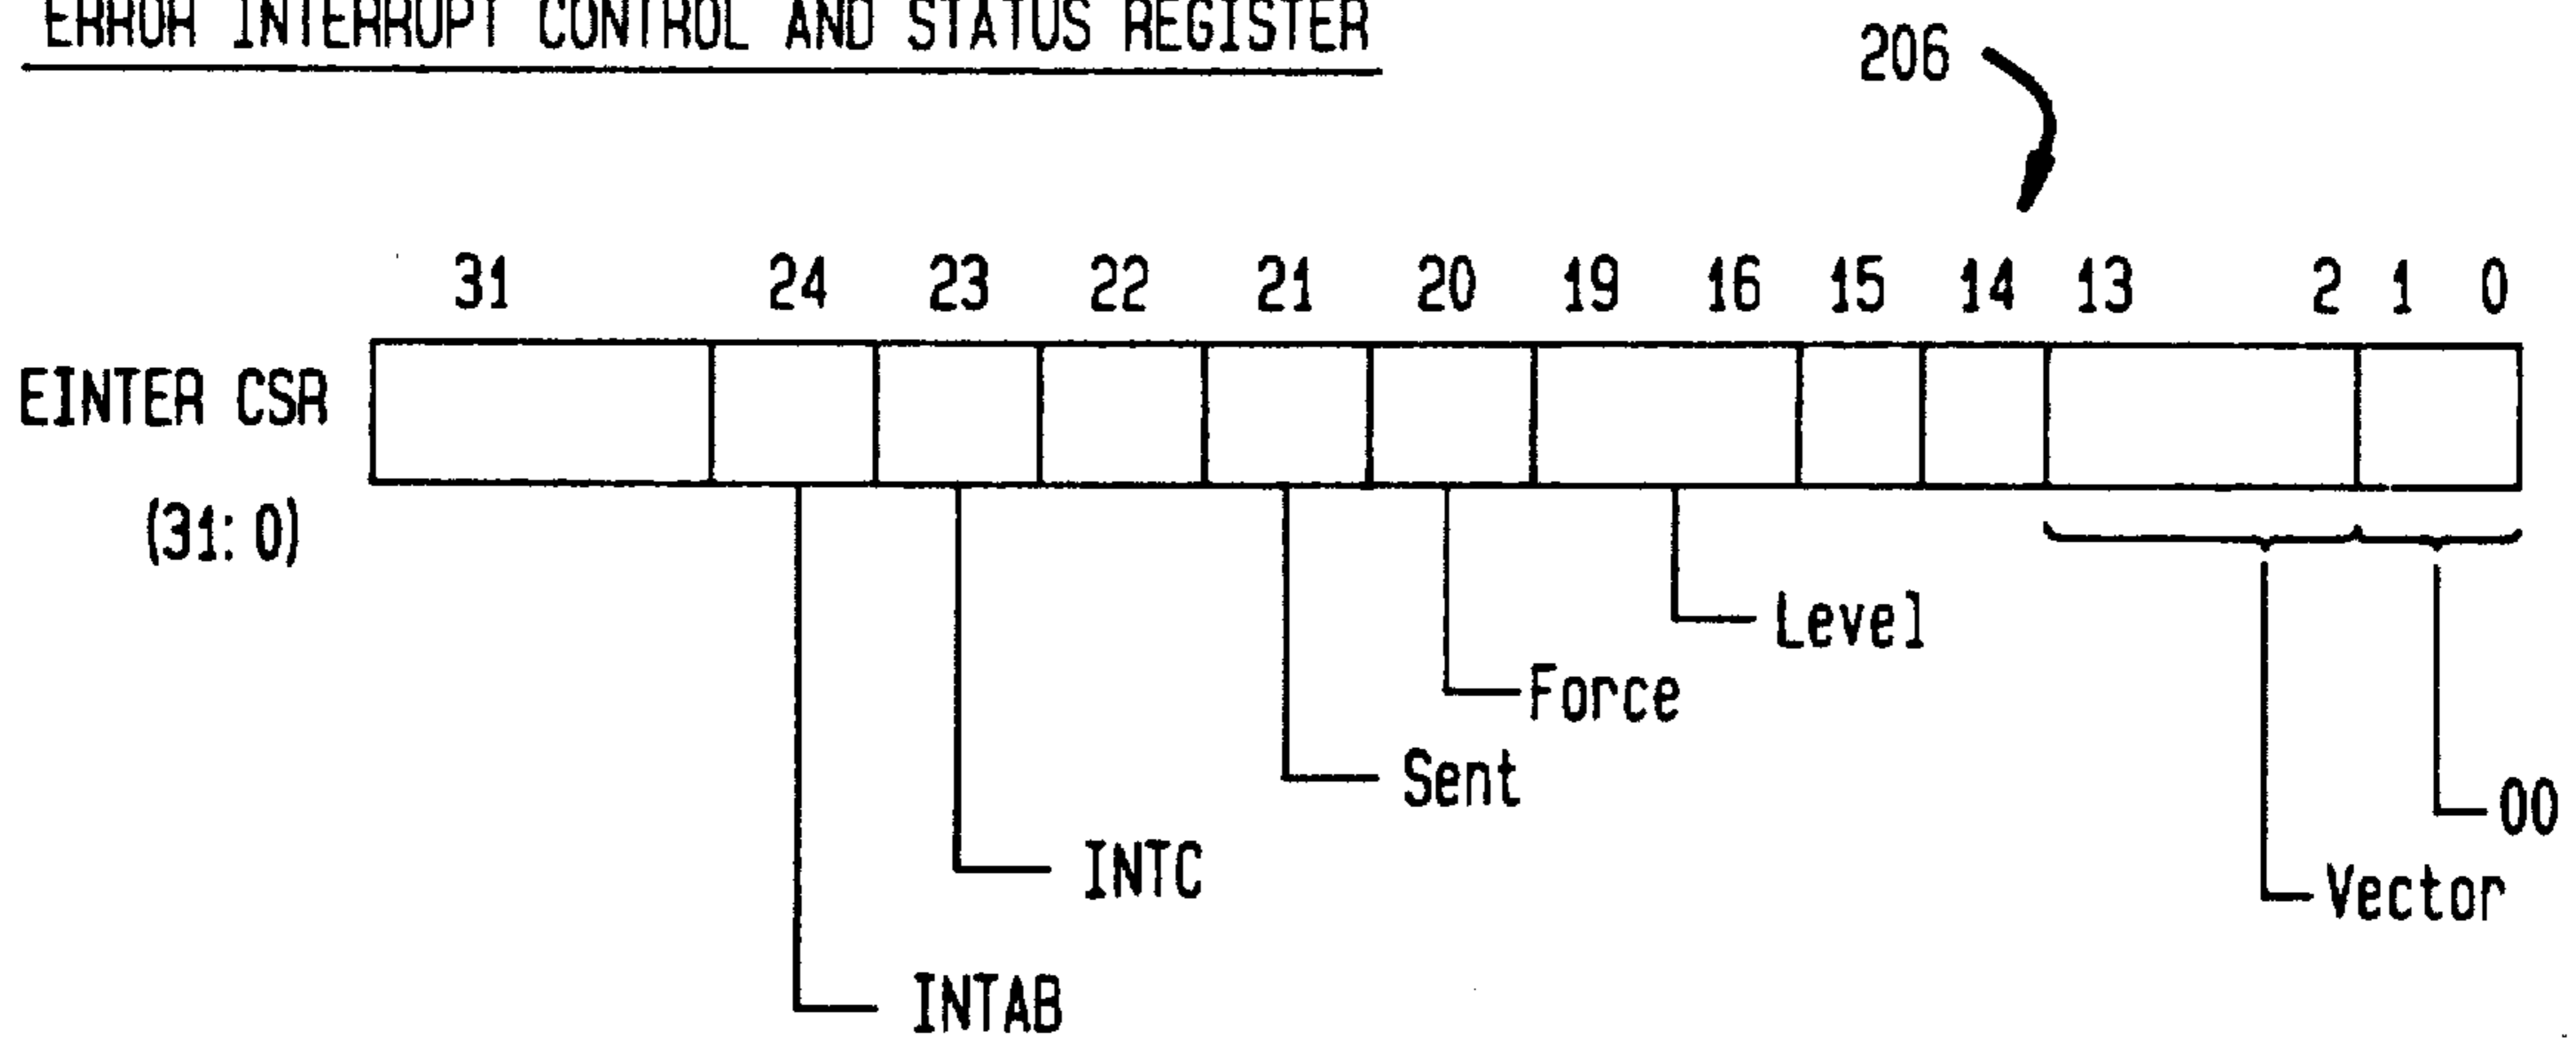 ERROR INTERRUPT CONTROL AND STATUS REGISTER
206
31 24 23 22 21 20 19 16 15 14 13 2 1 0
EINTER CSR
(31:0)
Level
Force
Sent
00
INTC
Vector
INTAB